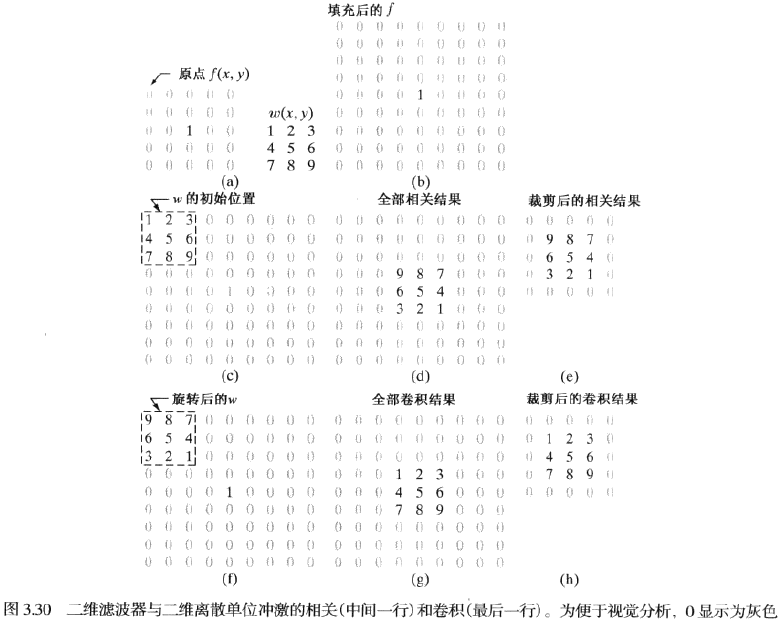 填充后的 f
0 0 0 0 0 0 0 0 0
0 0 0 0 0 0 0 0 0
0 0 0 0 0 0 0 0 0
0 0 0 0 0 0 0 0 0
0 0 0 0 1 0 0 0 0
0 0 0 0 0 0 0 0 0
0 0 0 0 0 0 0 0 0
0 0 0 0 0 0 0 0 0
0 0 0 0 0 0 0 0 0
(b)
原点 f(x, y)
0 0 0 0 0
0 0 0 0 0
0 0 1 0 0
0 0 0 0 0
0 0 0 0 0
w(x, y)
1 2 3
4 5 6
7 8 9
(a)
w 的初始位置
1 2 3 0 0 0 0 0 0
4 5 6 0 0 0 0 0 0
7 8 9 0 0 0 0 0 0
0 0 0 0 0 0 0 0 0
0 0 0 0 1 0 0 0 0
0 0 0 0 0 0 0 0 0
0 0 0 0 0 0 0 0 0
0 0 0 0 0 0 0 0 0
0 0 0 0 0 0 0 0 0
(c)
全部相关结果
0 0 0 0 0 0 0 0 0
0 0 0 0 0 0 0 0 0
0 0 0 0 0 0 0 0 0
0 0 0 9 8 7 0 0 0
0 0 0 6 5 4 0 0 0
0 0 0 3 2 1 0 0 0
0 0 0 0 0 0 0 0 0
0 0 0 0 0 0 0 0 0
0 0 0 0 0 0 0 0 0
(d)
裁剪后的相关结果
0 0 0 0 0
0 9 8 7 0
0 6 5 4 0
0 3 2 1 0
0 0 0 0 0
(e)
旋转后的w
9 8 7 0 0 0 0 0 0
6 5 4 0 0 0 0 0 0
3 2 1 0 0 0 0 0 0
0 0 0 0 0 0 0 0 0
0 0 0 0 1 0 0 0 0
0 0 0 0 0 0 0 0 0
0 0 0 0 0 0 0 0 0
0 0 0 0 0 0 0 0 0
0 0 0 0 0 0 0 0 0
(f)
全部卷积结果
0 0 0 0 0 0 0 0 0
0 0 0 0 0 0 0 0 0
0 0 0 0 0 0 0 0 0
0 0 0 1 2 3 0 0 0
0 0 0 4 5 6 0 0 0
0 0 0 7 8 9 0 0 0
0 0 0 0 0 0 0 0 0
0 0 0 0 0 0 0 0 0
0 0 0 0 0 0 0 0 0
(g)
裁剪后的卷积结果
0 0 0 0 0
0 1 2 3 0
0 4 5 6 0
0 7 8 9 0
0 0 0 0 0
(h)
图 3.30 二维滤波器与二维离散单位冲激的相关(中间一行)和卷积(最后一行)。为便于视觉分析，0 显示为灰色